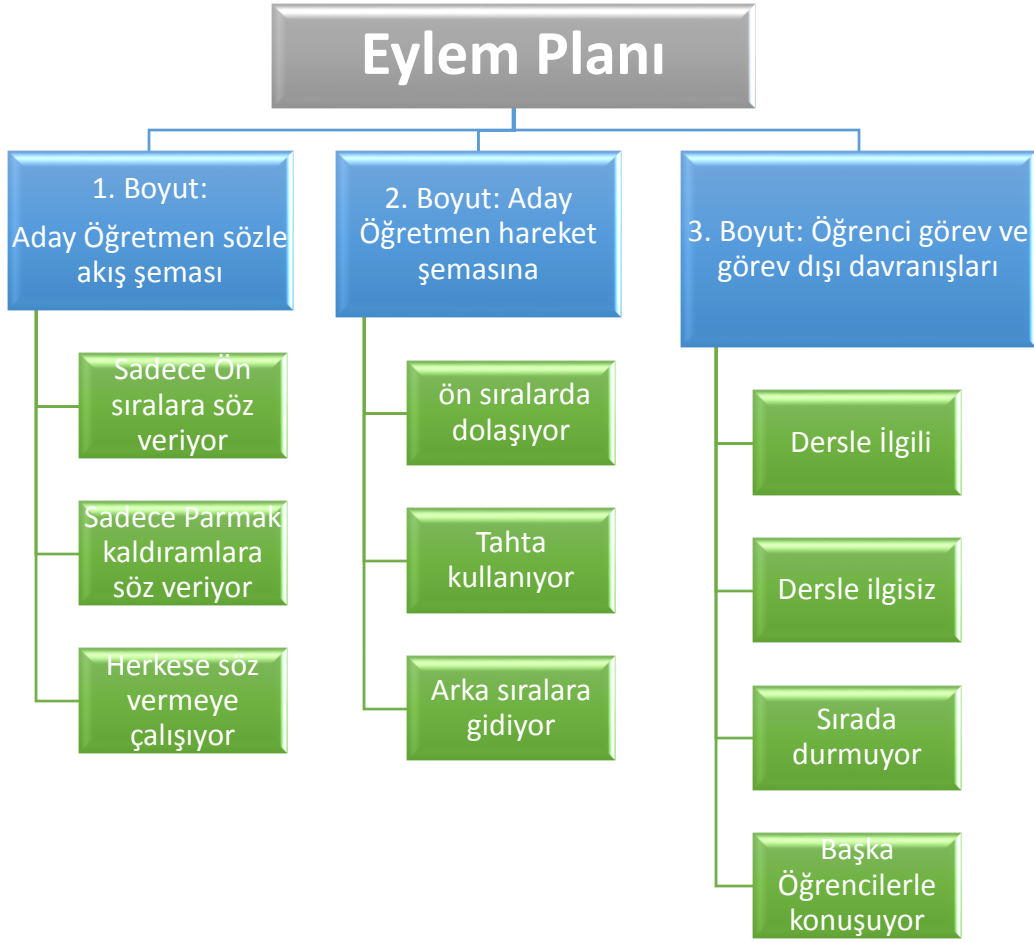 Eylem Planı
1. Boyut:
Aday Öğretmen sözle
akış şeması
Sadece Ön
sıralara söz
veriyor
Sadece Parmak
kaldıramlara
söz veriyor
Herkese söz
vermeye
çalışıyor
2. Boyut: Aday
Öğretmen hareket
şemasına
ön sıralarda
dolaşıyor
Tahta
kullanıyor
Arka sıralara
gidiyor
3. Boyut: Öğrenci görev ve
görev dışı davranışları
Dersle İlgili
Dersle ilgisiz
Sırada
durmuyor
Başka
Öğrencilerle
konuşuyor